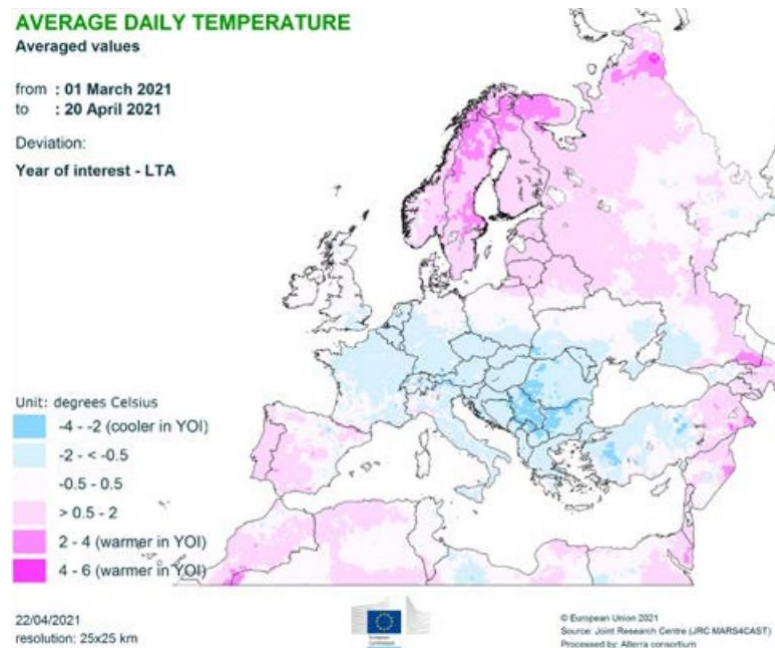 AVERAGE DAILY TEMPERATURE
Averaged values
from : 01 March 2021
to : 20 April 2021
Deviation:
Year of interest - LTA
Unit: degrees Celsius
-4 - -2 (cooler in YOI)
-2 - < -0.5
-0.5 - 0.5
> 0.5 - 2
2 - 4 (warmer in YOI)
4 - 6 (warmer in YOI)
22/04/2021
resolution: 25x25 km
European
Commission
© European Union 2021
Source: Joint Research Centre (JRC MARS4CAST)
Processed by: Alterra consortium